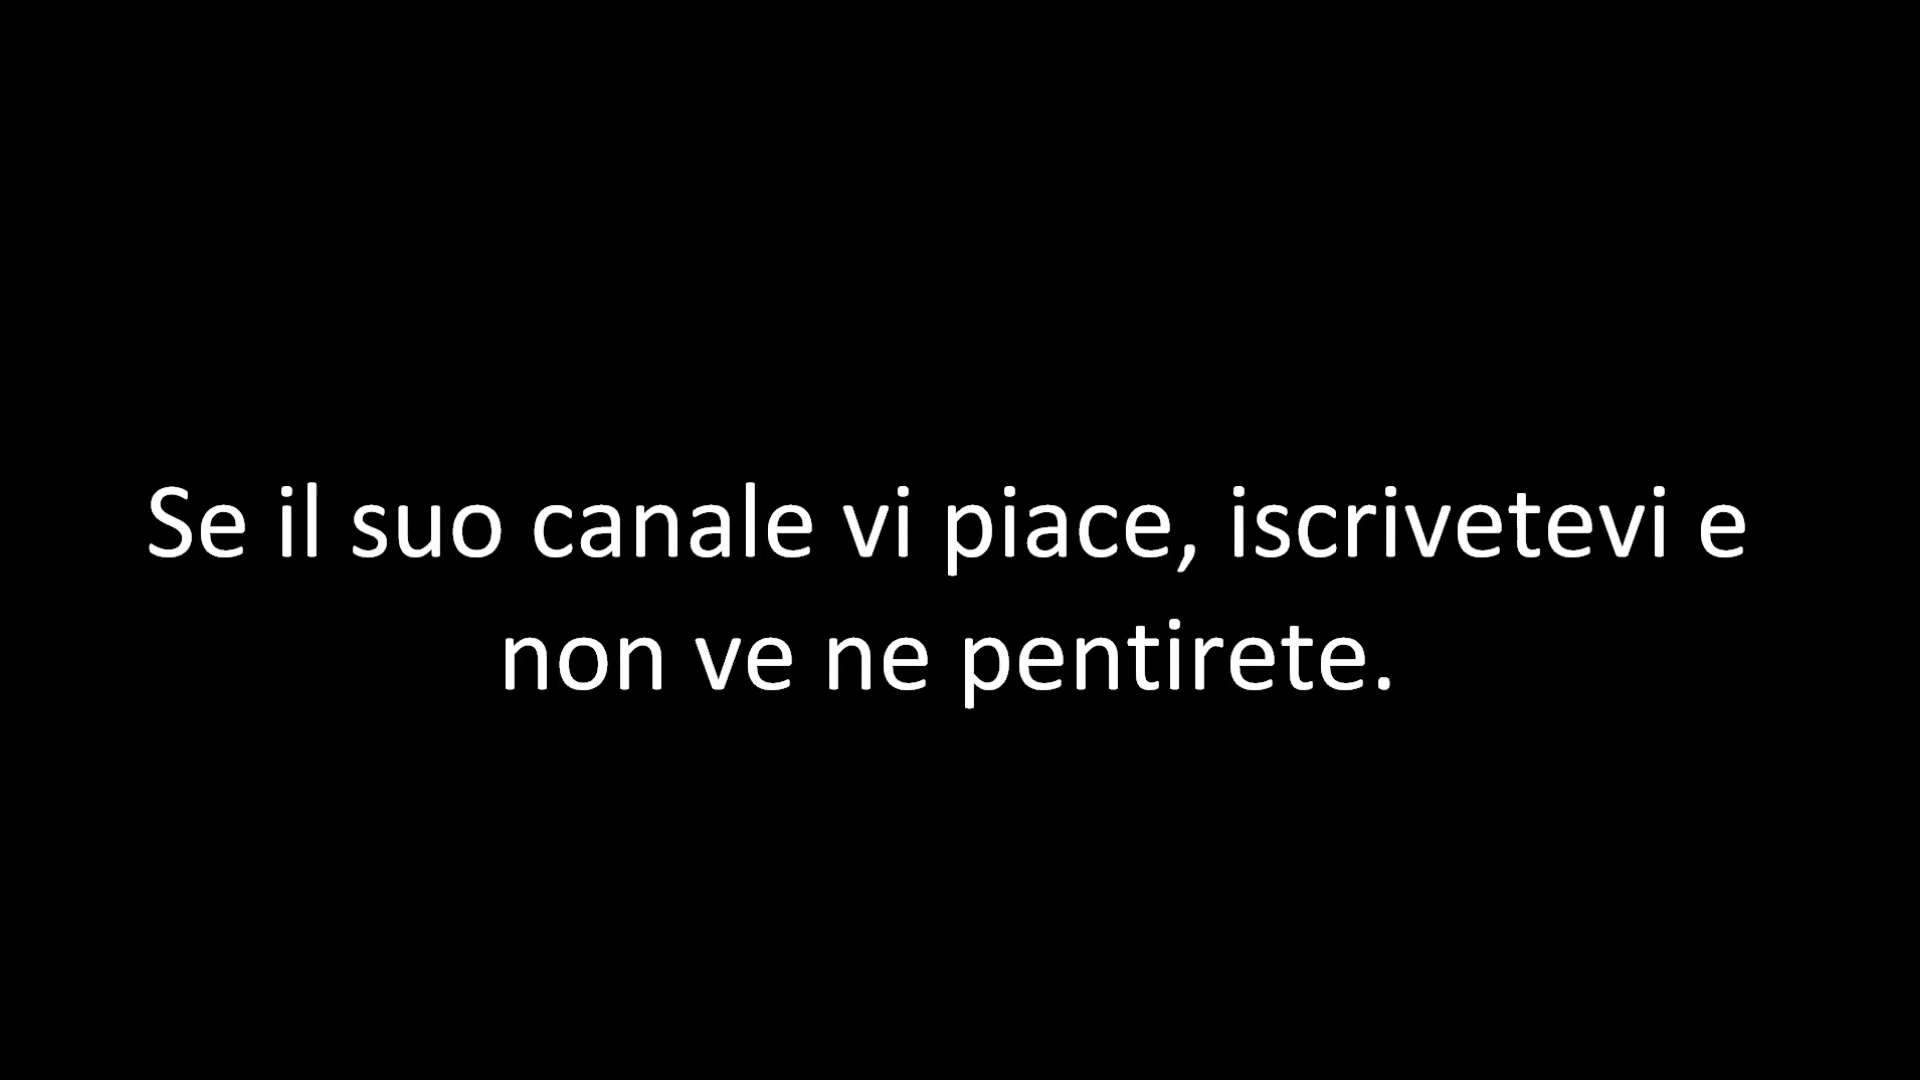 Se il suo canale vi piace, iscrivetevi e
non ve ne pentirete.